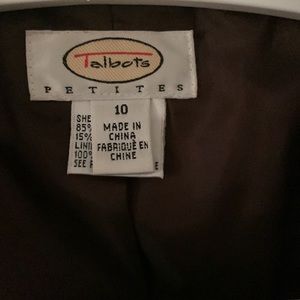 Talbots
PETITES
10
SHE
85%
15%
LINI
100%
SEE
MADE IN
CHINA
FABRIQUÉ EN
CHINE
E